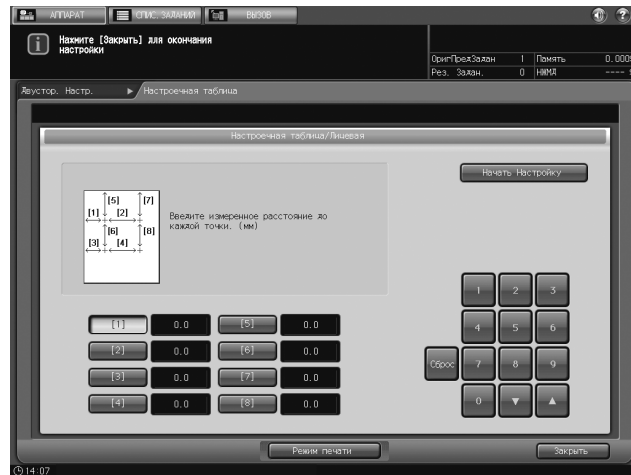 АППАРАТ СПИС. ЗАДАНИЙ ВЫЗОВ
Нажмите [Закрыть] для окончания
настройки
ОригПредЗадан 1 Память
Рез. Задан. 0 НЖМД ----
Двустор. Настр. ▶ Настроечная таблица
Настроечная таблица/Лицевая
Начать Настройку
[5] [7]
[1] [2]
[6] [8]
[3] [4]
Введите измеренное расстояние до
каждой точки. (мм)
1 2 3
[1] 0.0 [5] 0.0
4 5 6
[2] 0.0 [6] 0.0
Сброс 7 8 9
[3] 0.0 [7] 0.0
[4] 0.0 [8] 0.0
0 ▼ ▲
Режим печати Закрыть
14:07